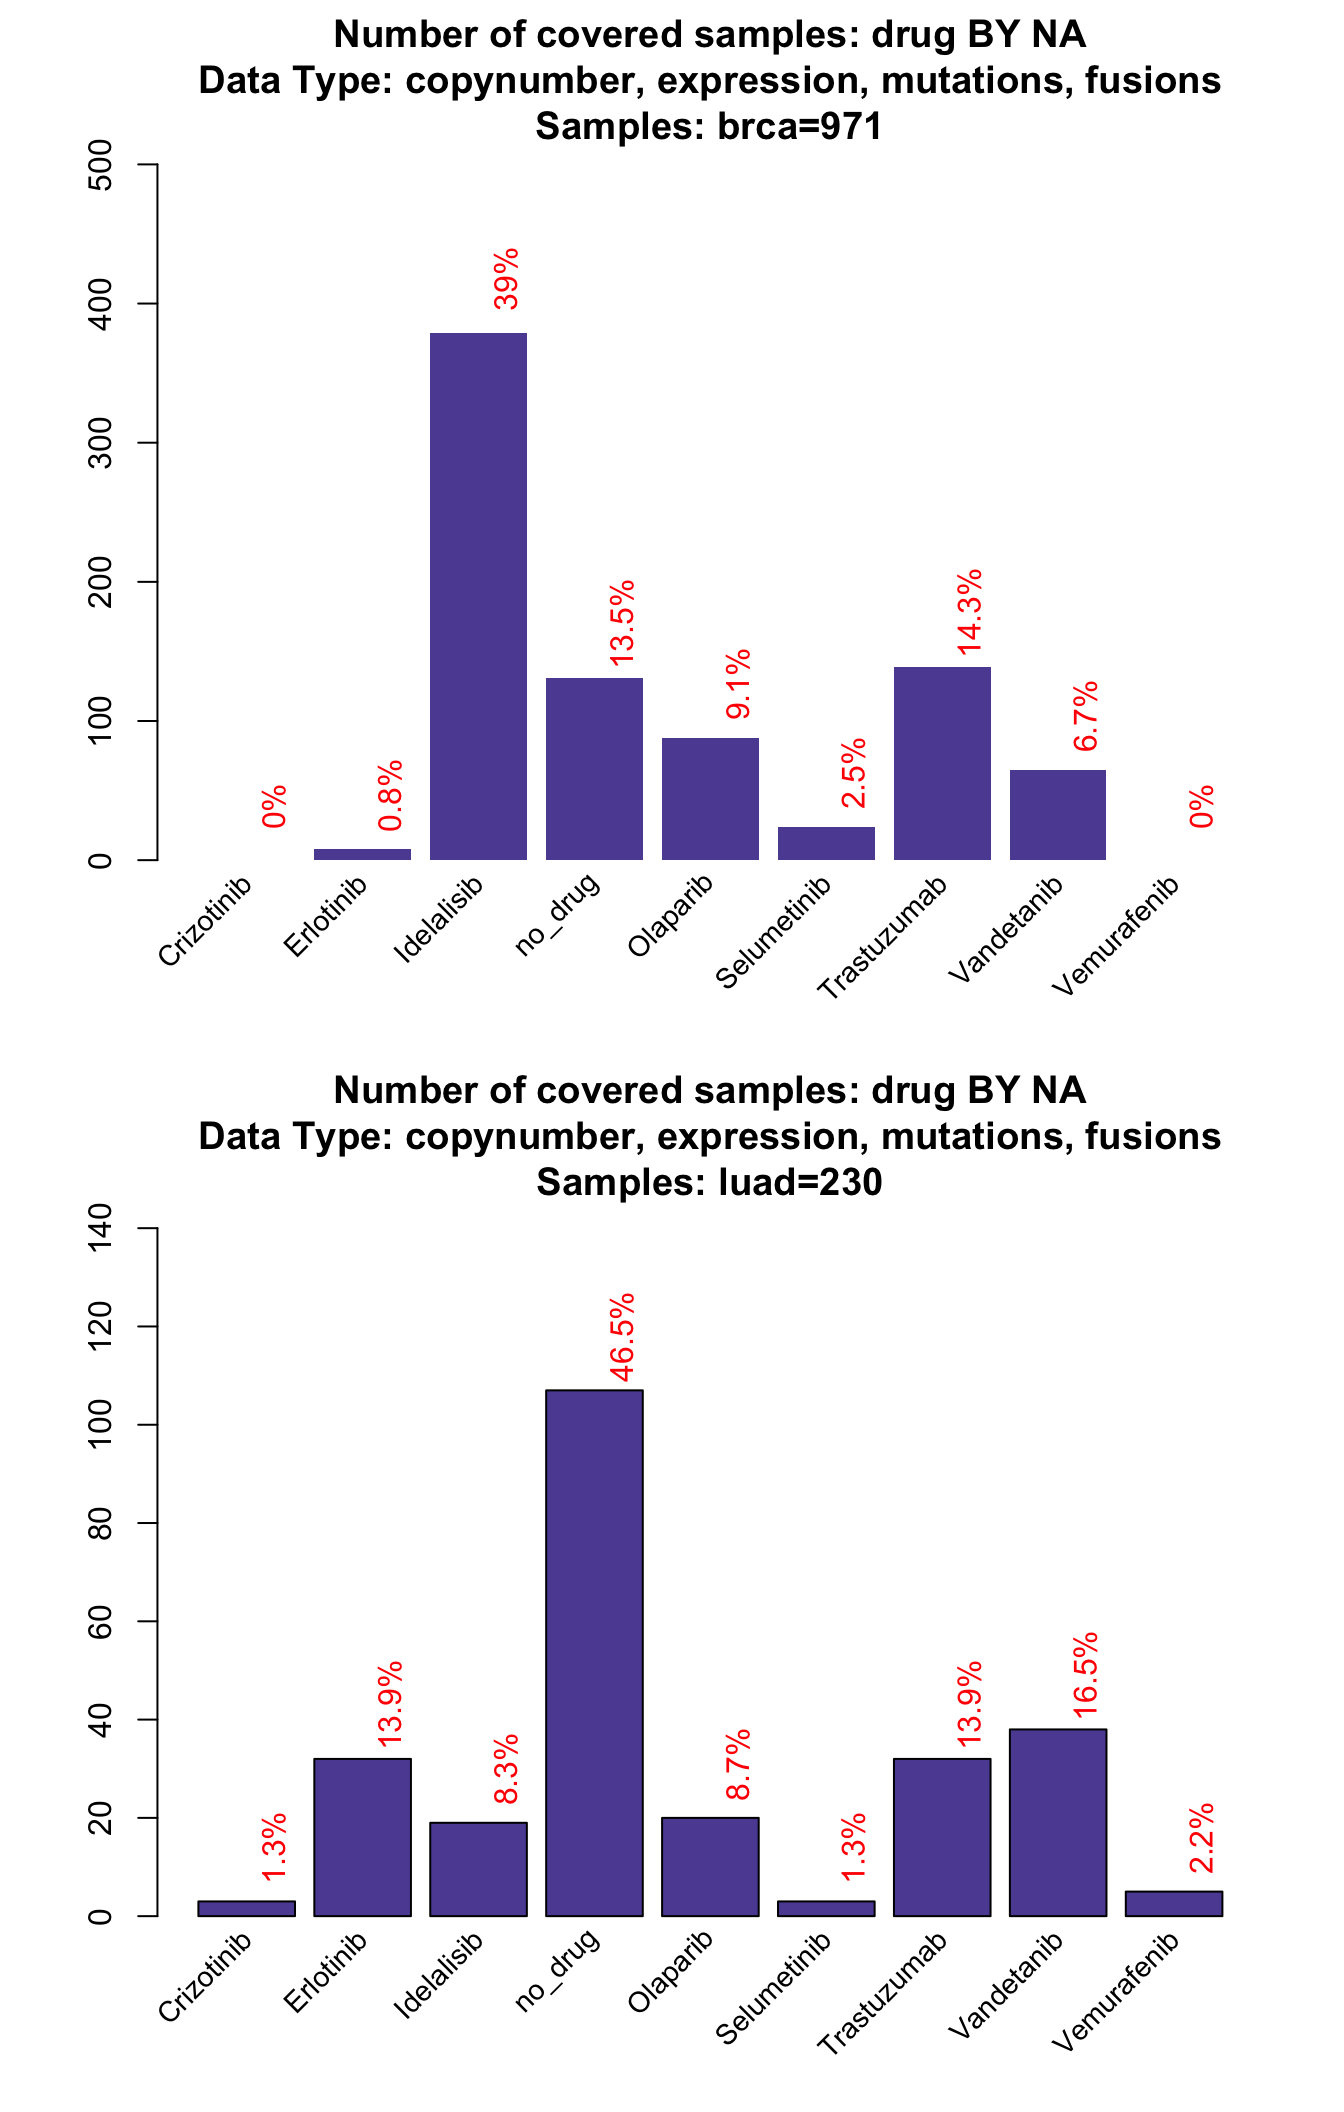 Number of covered samples: drug BY NA
Data Type: copynumber, expression, mutations, fusions
Samples: brca=971
500
400
300
200
100
0
0%
0.8%
39%
13.5%
9.1%
2.5%
14.3%
6.7%
0%
Crizotinib
Erlotinib
Idelalisib
no_drug
Olaparib
Selumetinib
Trastuzumab
Vandetanib
Vemurafenib
Number of covered samples: drug BY NA
Data Type: copynumber, expression, mutations, fusions
Samples: luad=230
140
120
100
80
60
40
20
0
1.3%
13.9%
8.3%
46.5%
8.7%
1.3%
13.9%
16.5%
2.2%
Crizotinib
Erlotinib
Idelalisib
no_drug
Olaparib
Selumetinib
Trastuzumab
Vandetanib
Vemurafenib